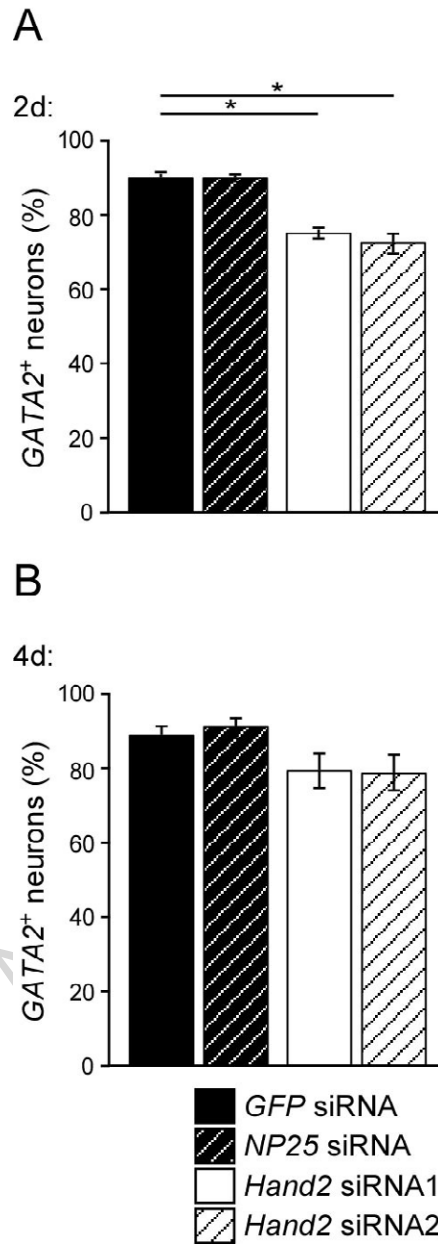 A
2d:
*
*
100
80
60
40
20
0
GATA2+ neurons (%)
B
4d:
100
80
60
40
20
0
GATA2+ neurons (%)
GFP siRNA
NP25 siRNA
Hand2 siRNA1
Hand2 siRNA2